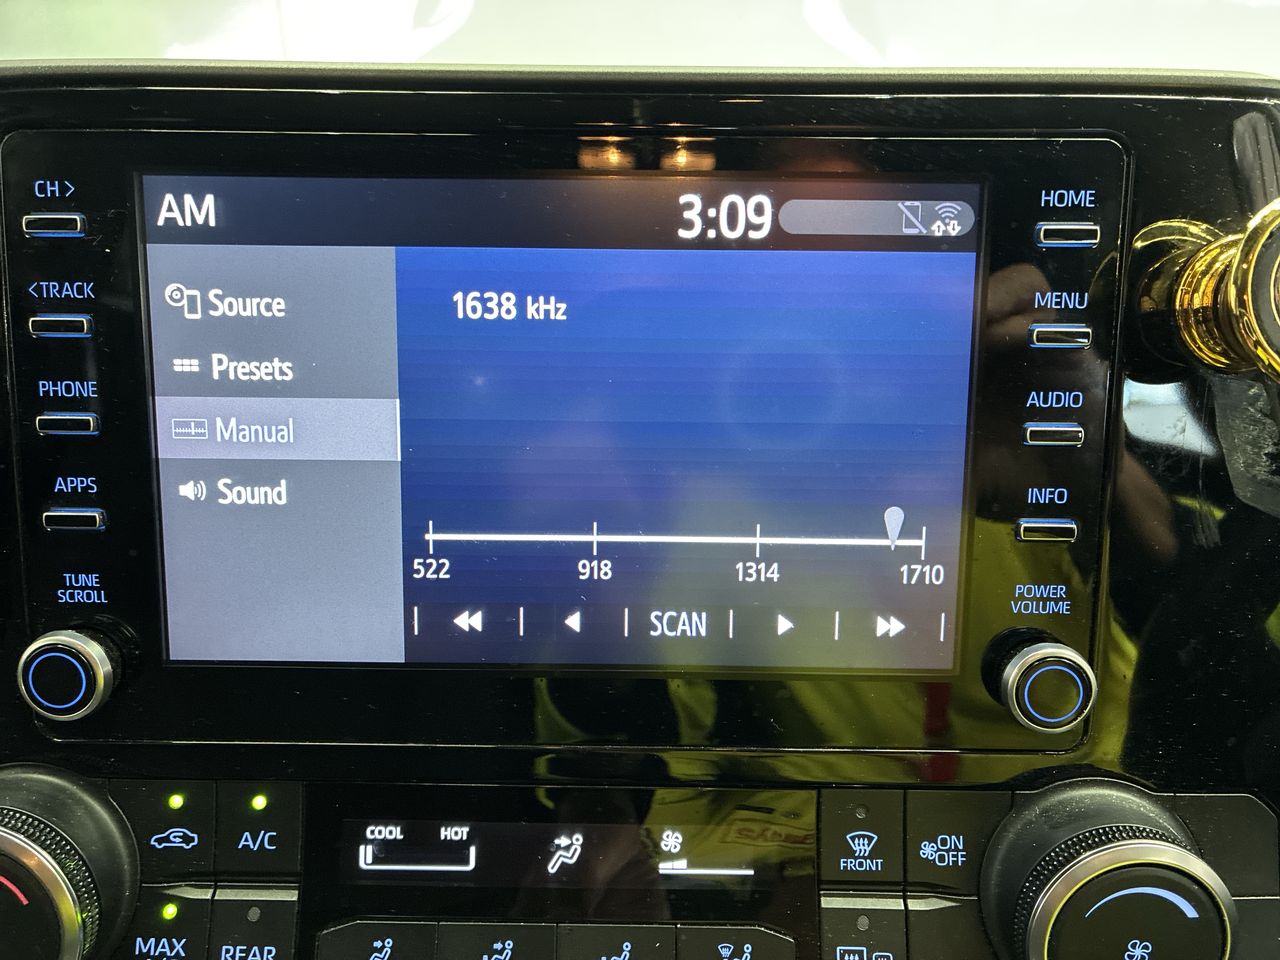 CH >
AM
3:09
HOME
<TRACK
Source
1638 kHz
MENU
Presets
PHONE
Manual
AUDIO
APPS
Sound
INFO
522
918
1314
1710
TUNE
SCROLL
SCAN
POWER
VOLUME
COOL
HOT
A/C
FRONT
ON
OFF
MAX
REAR